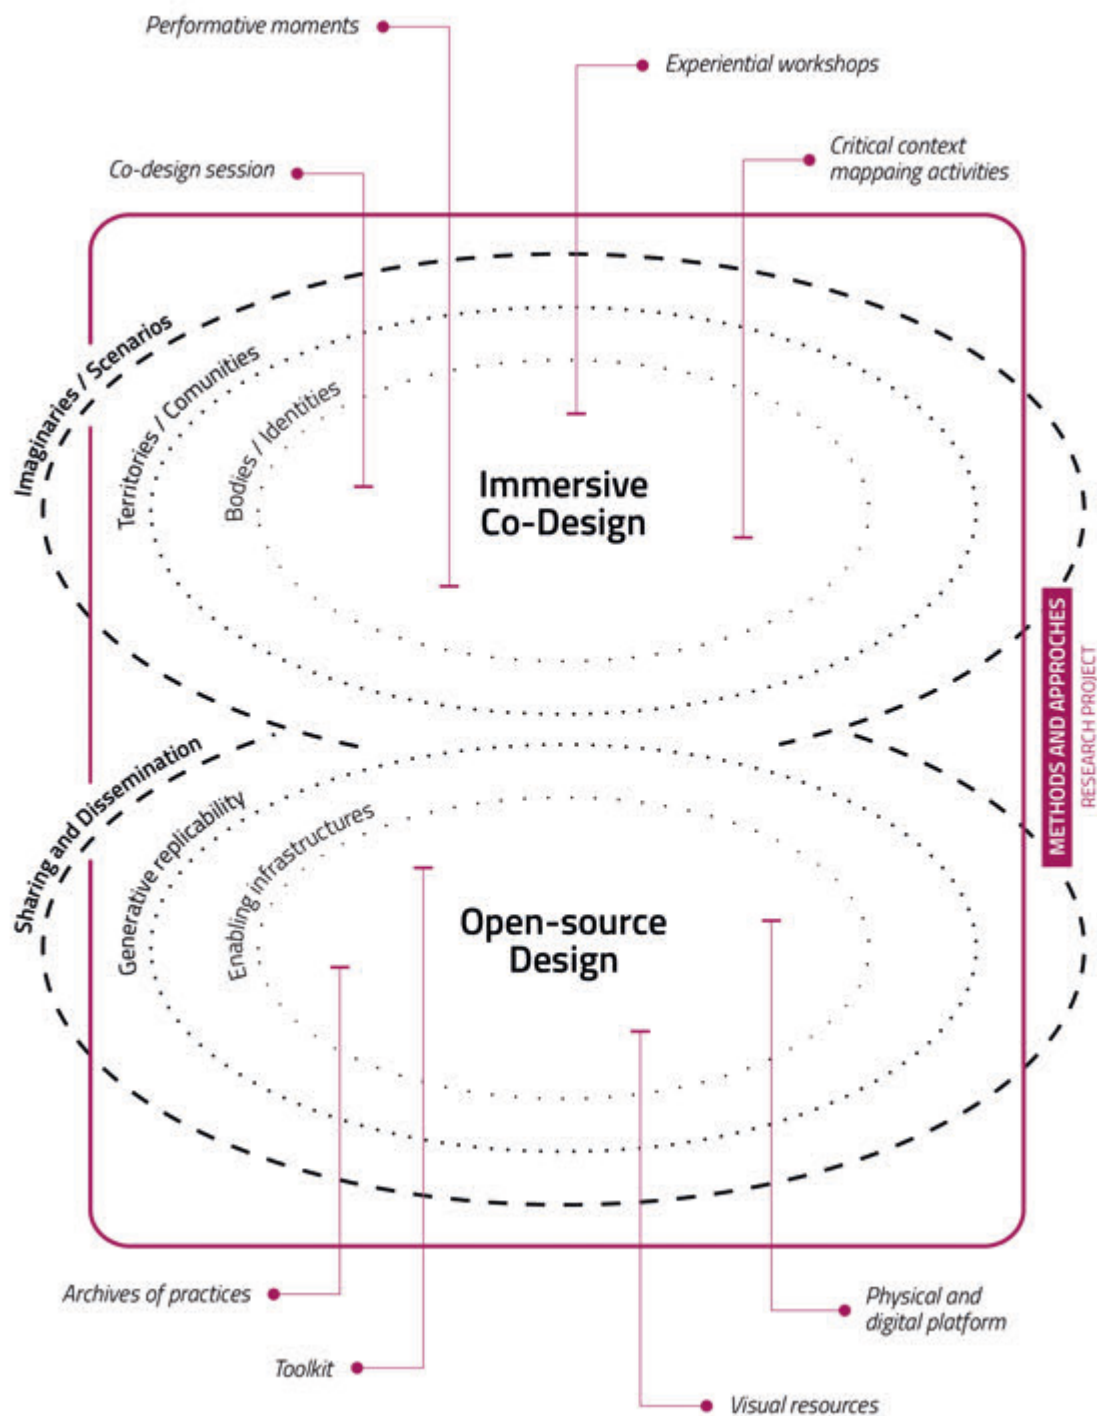 Performative moments
Experiential workshops
Critical context
mappaing activities
Co-design session
Imaginaries / Scenarios
Territories / Comunities
Bodies / Identities
Immersive
Co-Design
METHODS AND APPROCHES
RESEARCH PROJECT
Sharing and Dissemination
Generative replicability
Enabling infrastructures
Open-source
Design
Archives of practices
Physical and
digital platform
Toolkit
Visual resources